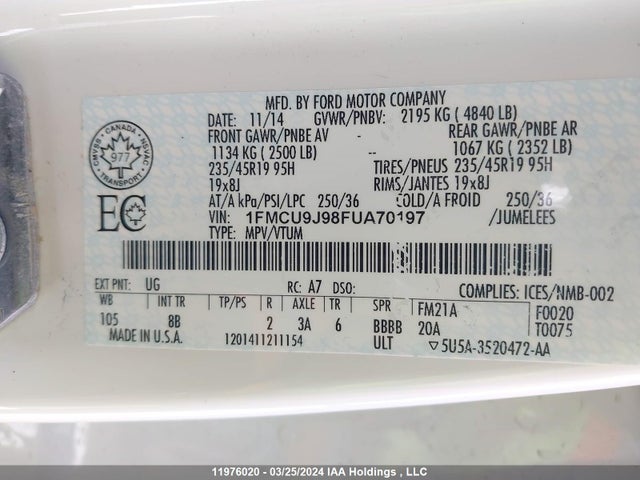 MFD. BY FORD MOTOR COMPANY
DATE: 11/14 GVWR/PNBV: 2195 KG ( 4840 LB)
FRONT GAWR/PNBE AV REAR GAWR/PNBE AR
1134 KG ( 2500 LB) -- 1067 KG ( 2352 LB)
235/45R19 95H TIRES/PNEUS 235/45R19 95H
19x8J RIMS/JANTES 19x8J
AT/A kPa/PSI/LPC 250/36 COLD/A FROID 250/36
VIN: 1FMCU9J98FUA70197 /JUMELEES
TYPE: MPV/VTUM
CANADA
CMVSS NSVAC
977
TRANSPORT
EC
EXT PNT: UG RC: A7 DSO: COMPLIES: ICES/NMB-002
WB INT TR TP/PS R AXLE TR SPR FM21A F0020
105 8B 2 3A 6 BBBB 20A T0075
MADE IN U.S.A. 1201411211154 ULT ▽5U5A-3520472-AA
11976020 - 03/25/2024 IAA Holdings , LLC